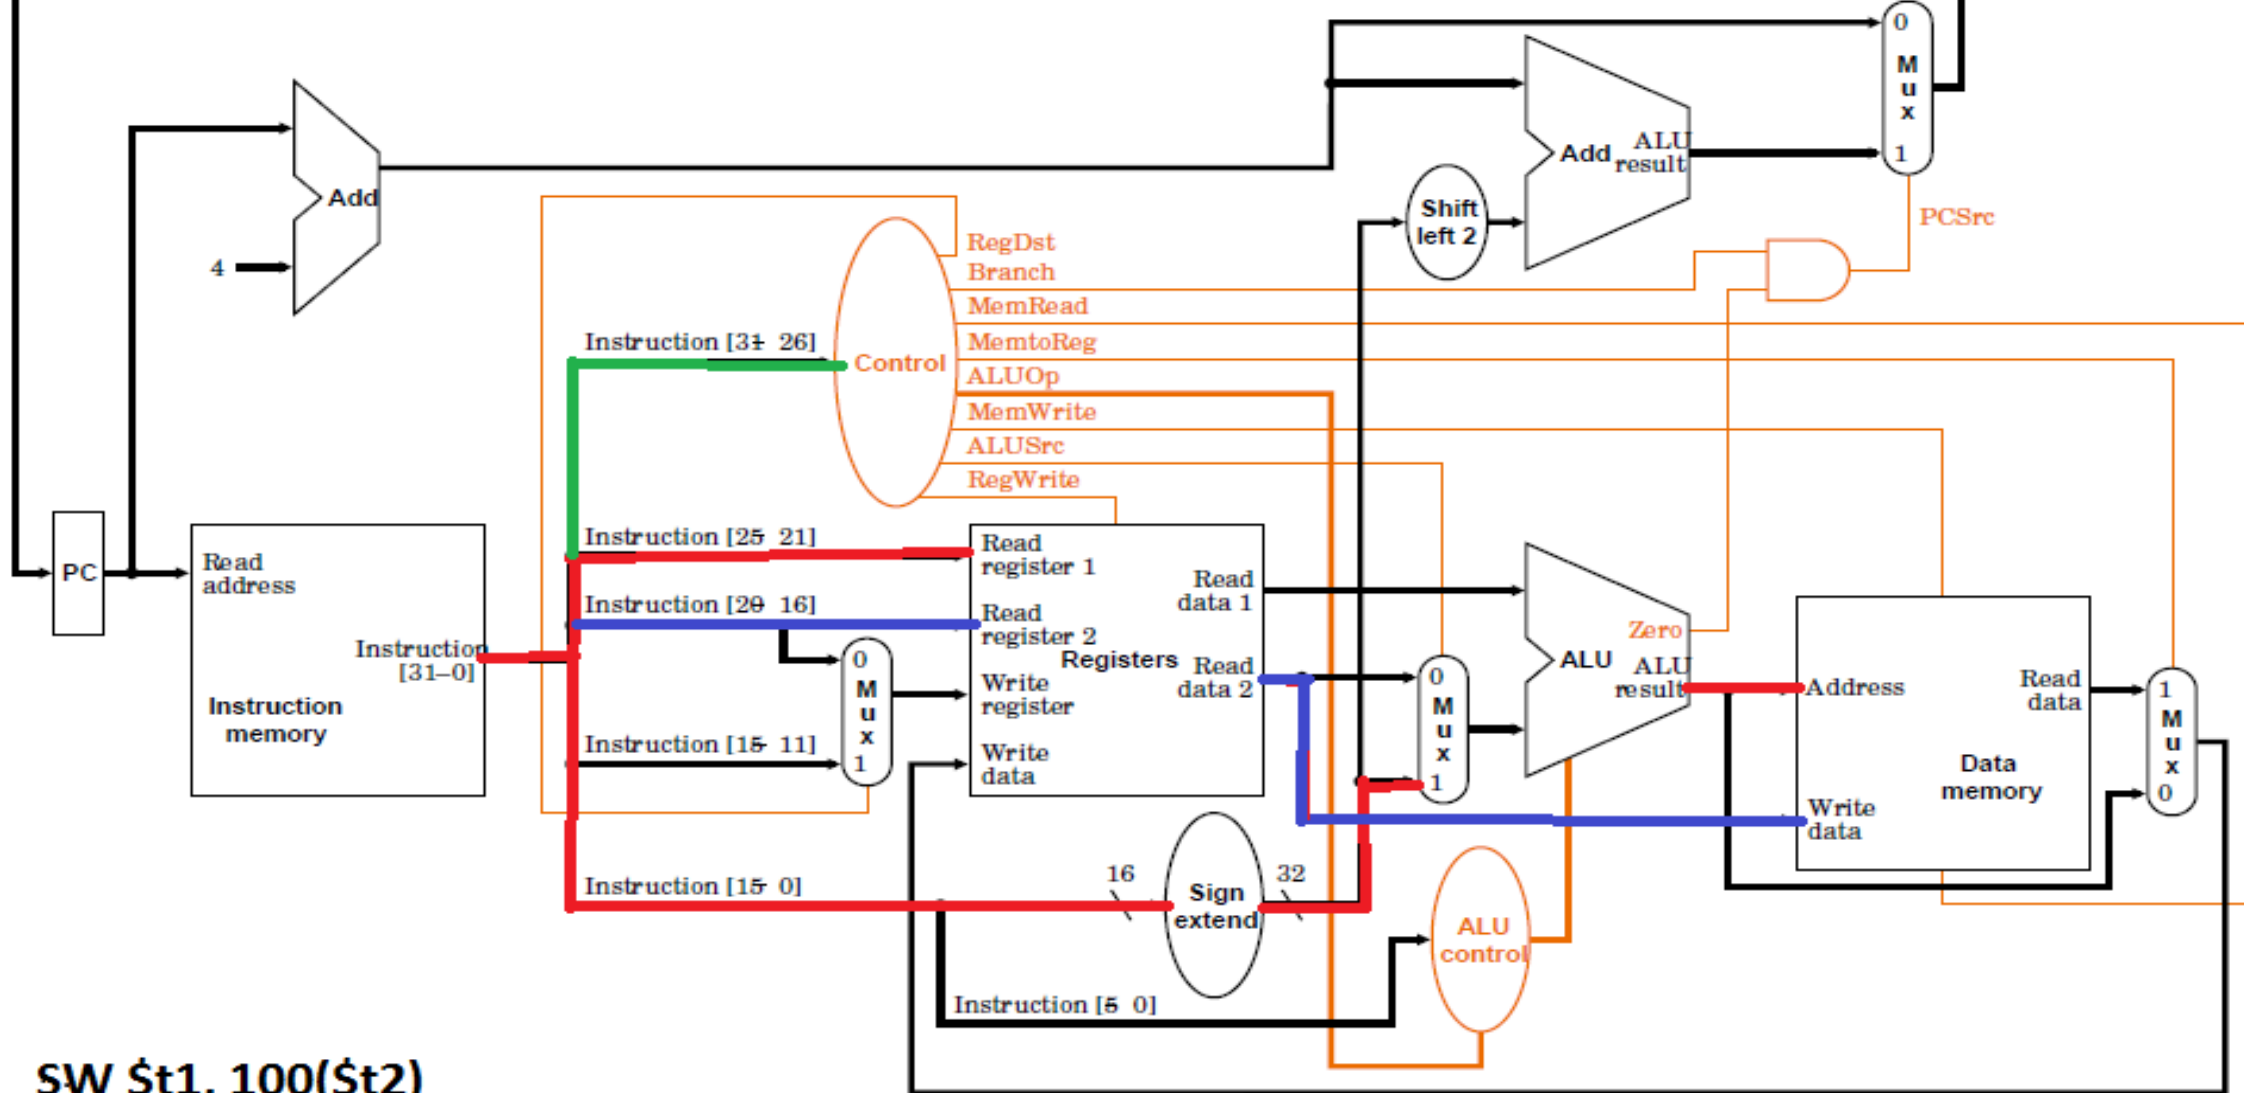 0
M
u
x
1
Add
ALU
result
Add
Shift
left 2
4
PCSrc
RegDst
Branch
MemRead
MemtoReg
ALUOp
MemWrite
ALUSrc
RegWrite
Control
Instruction [31 26]
PC
Read
address
Instruction
[31–0]
Instruction
memory
Instruction [25 21]
Instruction [20 16]
Instruction [15 11]
0
M
u
x
1
Read
register 1
Read
register 2
Registers
Write
register
Write
data
Read
data 1
Read
data 2
0
M
u
x
1
Zero
ALU
ALU
result
Address
Read
data
Data
memory
Write
data
1
M
u
x
0
Instruction [15 0]
16
Sign
extend
32
ALU
control
Instruction [5 0]
SW $t1, 100($t2)